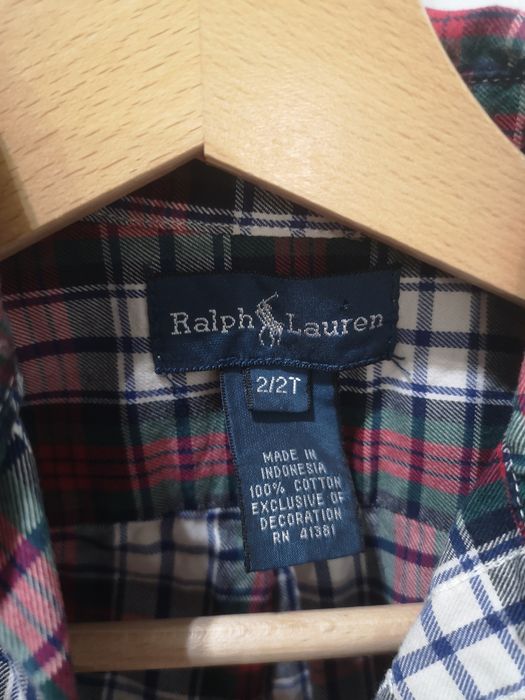 Ralph Lauren
2/2T
MADE IN
INDONESIA
100% COTTON
EXCLUSIVE OF
DECORATION
RN 41381